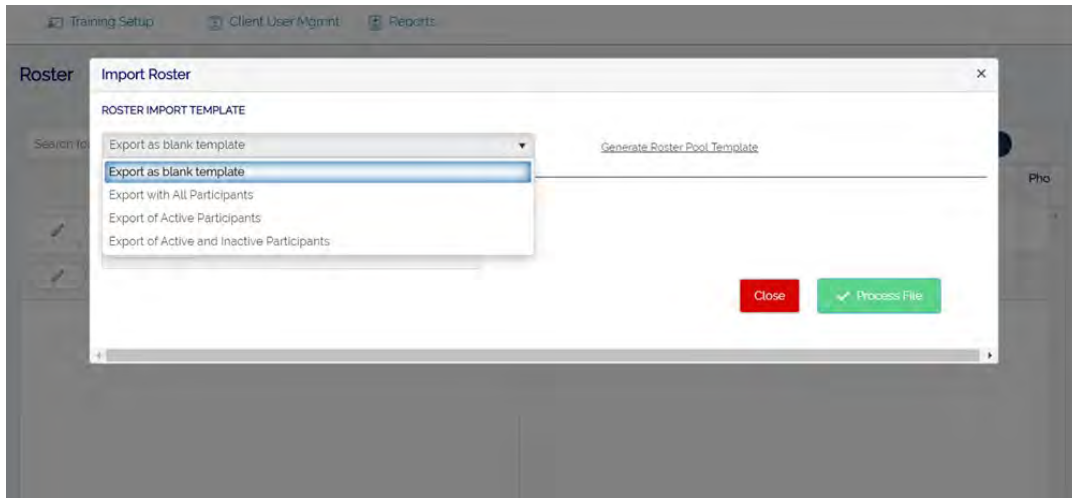 Training Setup Client User Mgmnt Reports
Roster
Import Roster ×
ROSTER IMPORT TEMPLATE
Search fo
Export as blank template Generate Roster Pool Template
Export as blank template
Pho
Export with All Participants
Export of Active Participants
Export of Active and Inactive Participants
Close Process File